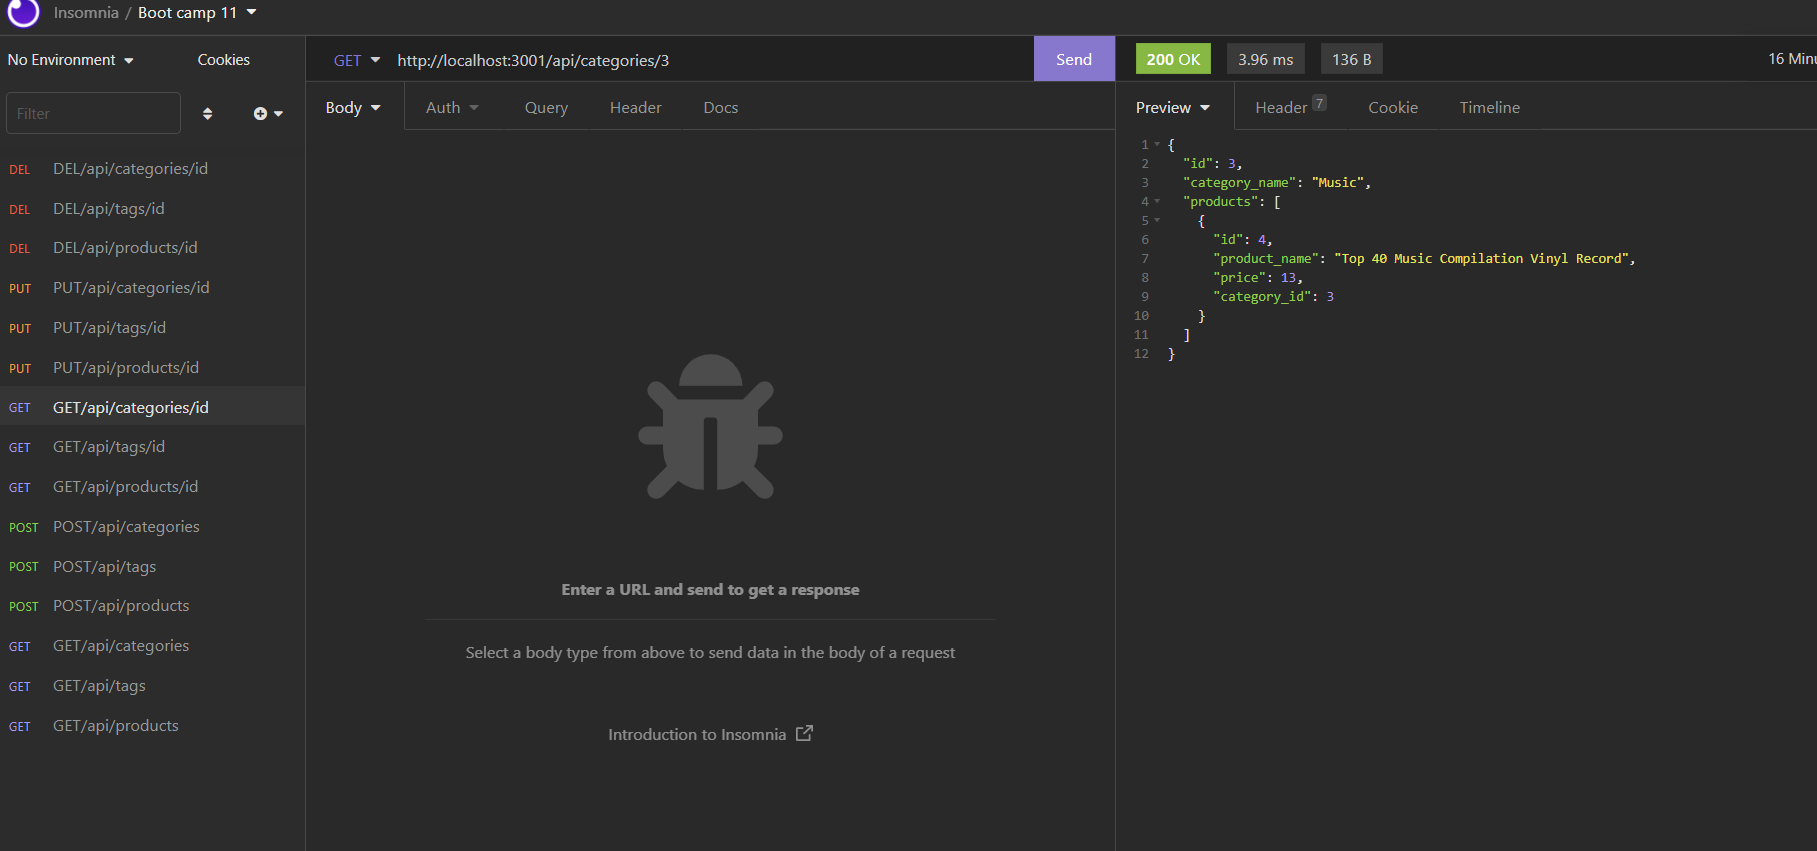 Insomnia / Boot camp 11
No Environment
Cookies
Filter
DEL DEL/api/categories/id
DEL DEL/api/tags/id
DEL DEL/api/products/id
PUT PUT/api/categories/id
PUT PUT/api/tags/id
PUT PUT/api/products/id
GET GET/api/categories/id
GET GET/api/tags/id
GET GET/api/products/id
POST POST/api/categories
POST POST/api/tags
POST POST/api/products
GET GET/api/categories
GET GET/api/tags
GET GET/api/products
GET http://localhost:3001/api/categories/3 Send
Body Auth Query Header Docs
Enter a URL and send to get a response
Select a body type from above to send data in the body of a request
Introduction to Insomnia
200 OK 3.96 ms 136 B 16 Minu
Preview Header 7 Cookie Timeline
1 {
2 "id": 3,
3 "category_name": "Music",
4 "products": [
5 {
6 "id": 4,
7 "product_name": "Top 40 Music Compilation Vinyl Record",
8 "price": 13,
9 "category_id": 3
10 }
11 ]
12 }